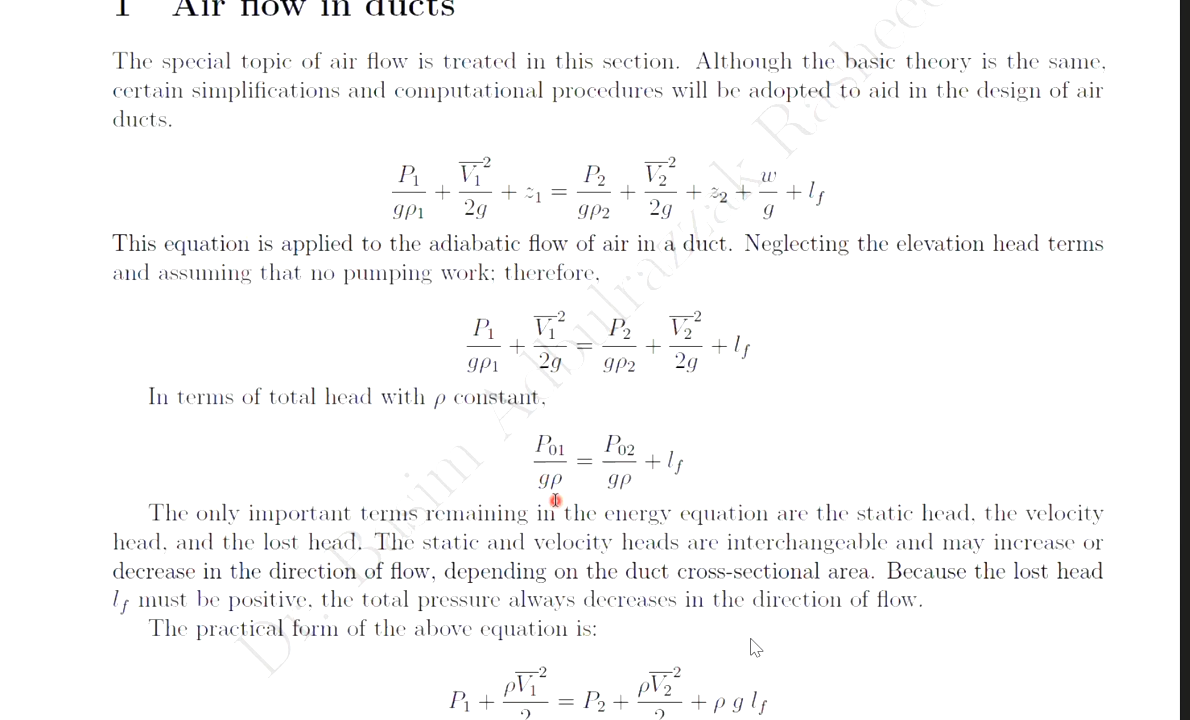 1 Air flow in ducts
The special topic of air flow is treated in this section. Although the basic theory is the same,
certain simplifications and computational procedures will be adopted to aid in the design of air
ducts.
P₁/gρ₁ + V̅₁²/2g + z₁ = P₂/gρ₂ + V̅₂²/2g + z₂ + w/g + l_f
This equation is applied to the adiabatic flow of air in a duct. Neglecting the elevation head terms
and assuming that no pumping work; therefore,
P₁/gρ₁ + V̅₁²/2g = P₂/gρ₂ + V̅₂²/2g + l_f
In terms of total head with ρ constant,
P₀₁/gρ = P₀₂/gρ + l_f
The only important terms remaining in the energy equation are the static head, the velocity
head, and the lost head. The static and velocity heads are interchangeable and may increase or
decrease in the direction of flow, depending on the duct cross-sectional area. Because the lost head
l_f must be positive, the total pressure always decreases in the direction of flow.
The practical form of the above equation is:
P₁ + ρV̅₁²/2 = P₂ + ρV̅₂²/2 + ρ g l_f